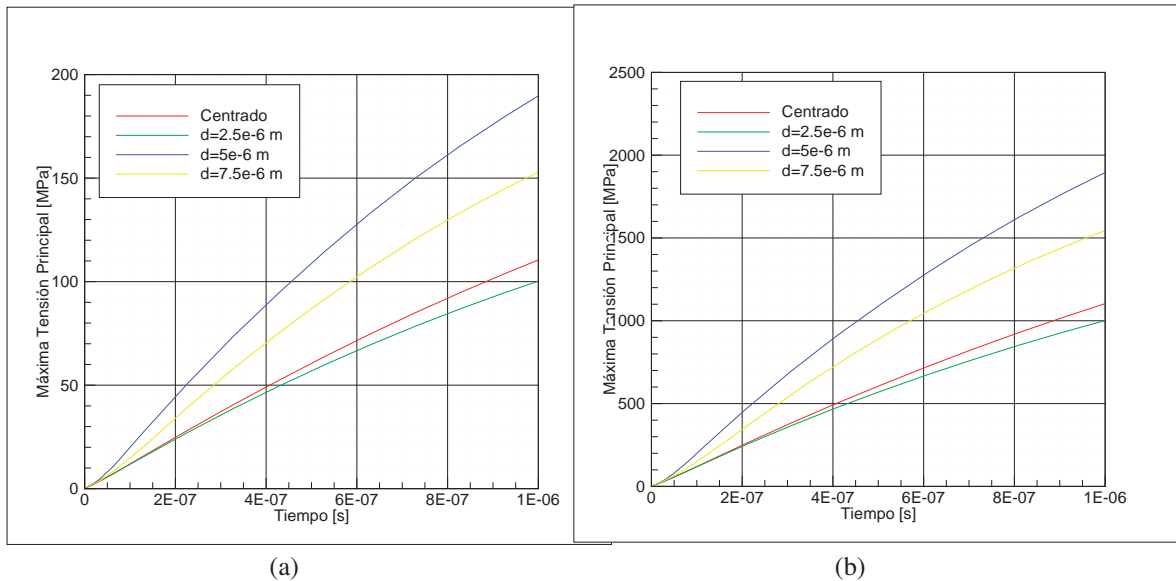 Máxima Tensión Principal [MPa]
200
150
100
50
0
Centrado
d=2.5e-6 m
d=5e-6 m
d=7.5e-6 m
0
2E-07
4E-07
6E-07
8E-07
1E-06
Tiempo [s]
(a)
Máxima Tensión Principal [MPa]
2500
2000
1500
1000
500
0
Centrado
d=2.5e-6 m
d=5e-6 m
d=7.5e-6 m
0
2E-07
4E-07
6E-07
8E-07
1E-06
Tiempo [s]
(b)